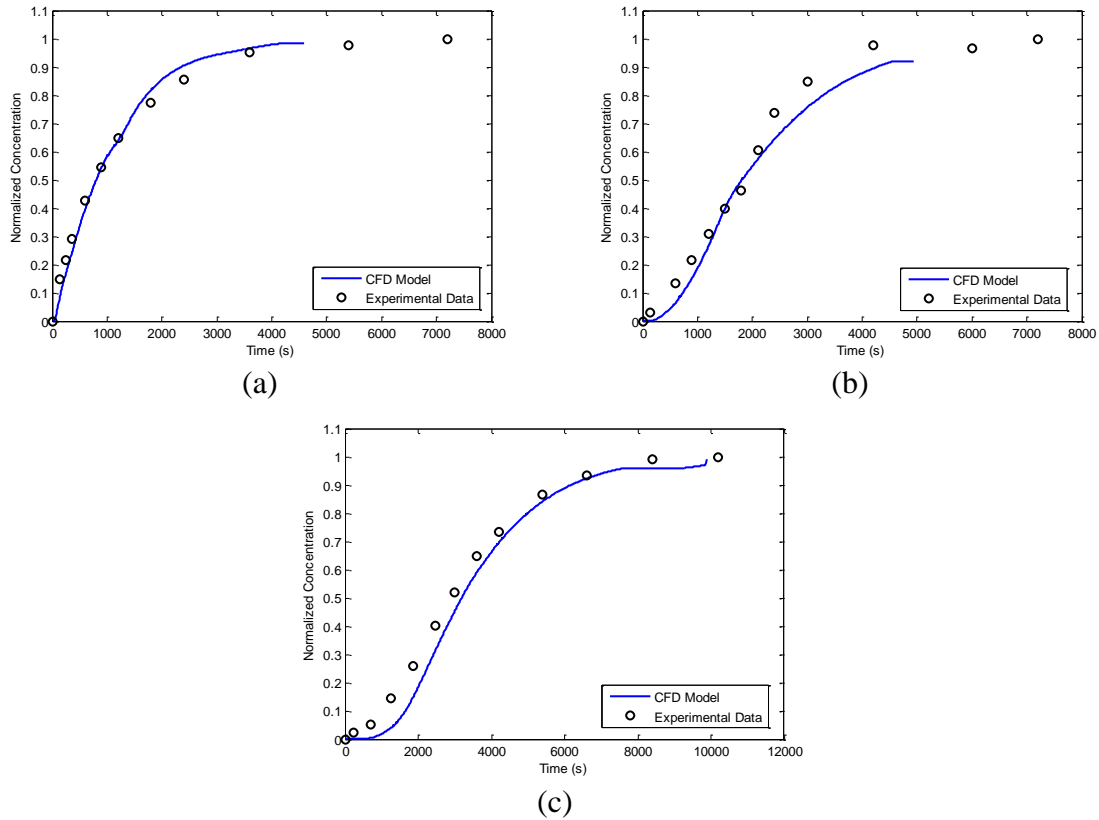 1.1
1
0.9
0.8
0.7
0.6
0.5
0.4
0.3
0.2
0.1
0
Normalized Concentration
CFD Model
Experimental Data
0 1000 2000 3000 4000 5000 6000 7000 8000
Time (s)
(a)
1.1
1
0.9
0.8
0.7
0.6
0.5
0.4
0.3
0.2
0.1
0
Normalized Concentration
CFD Model
Experimental Data
0 1000 2000 3000 4000 5000 6000 7000 8000
Time (s)
(b)
1.1
1
0.9
0.8
0.7
0.6
0.5
0.4
0.3
0.2
0.1
0
Normalized Concentration
CFD Model
Experimental Data
0 2000 4000 6000 8000 10000 12000
Time (s)
(c)